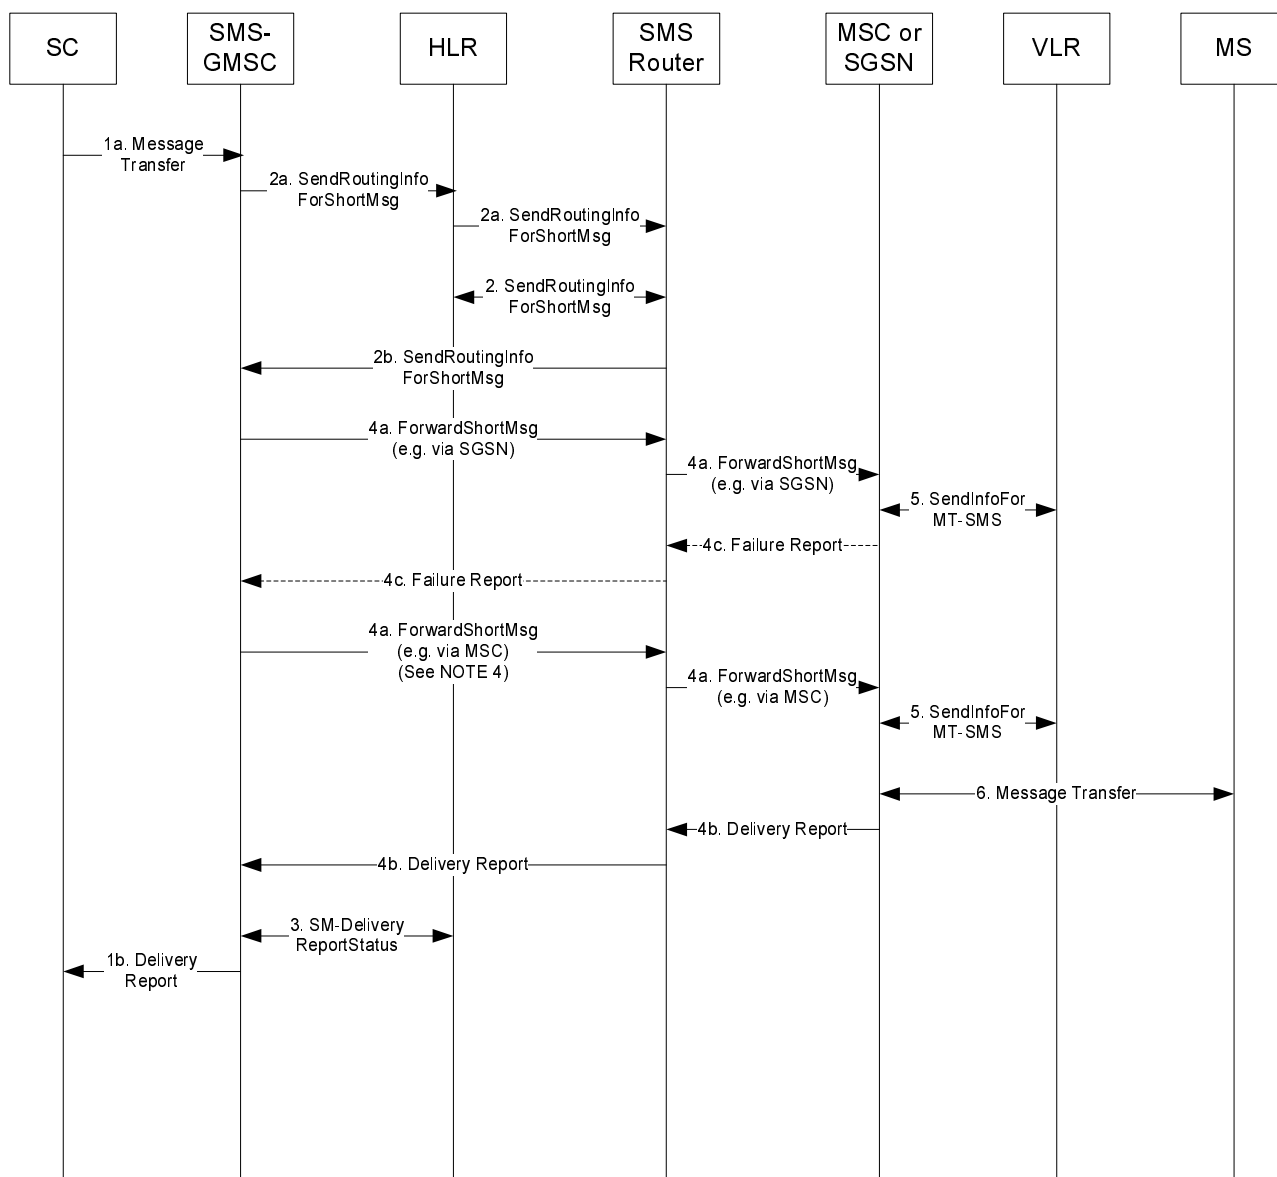 SC
SMS-
GMSC
HLR
SMS
Router
MSC or
SGSN
VLR
MS
1a. Message
Transfer
2a. SendRoutingInfo
ForShortMsg
2a. SendRoutingInfo
ForShortMsg
2. SendRoutingInfo
ForShortMsg
2b. SendRoutingInfo
ForShortMsg
4a. ForwardShortMsg
(e.g. via SGSN)
4a. ForwardShortMsg
(e.g. via SGSN)
5. SendInfoFor
MT-SMS
4c. Failure Report
4c. Failure Report
4a. ForwardShortMsg
(e.g. via MSC)
(See NOTE 4)
4a. ForwardShortMsg
(e.g. via MSC)
5. SendInfoFor
MT-SMS
6. Message Transfer
4b. Delivery Report
4b. Delivery Report
3. SM-Delivery
ReportStatus
1b. Delivery
Report